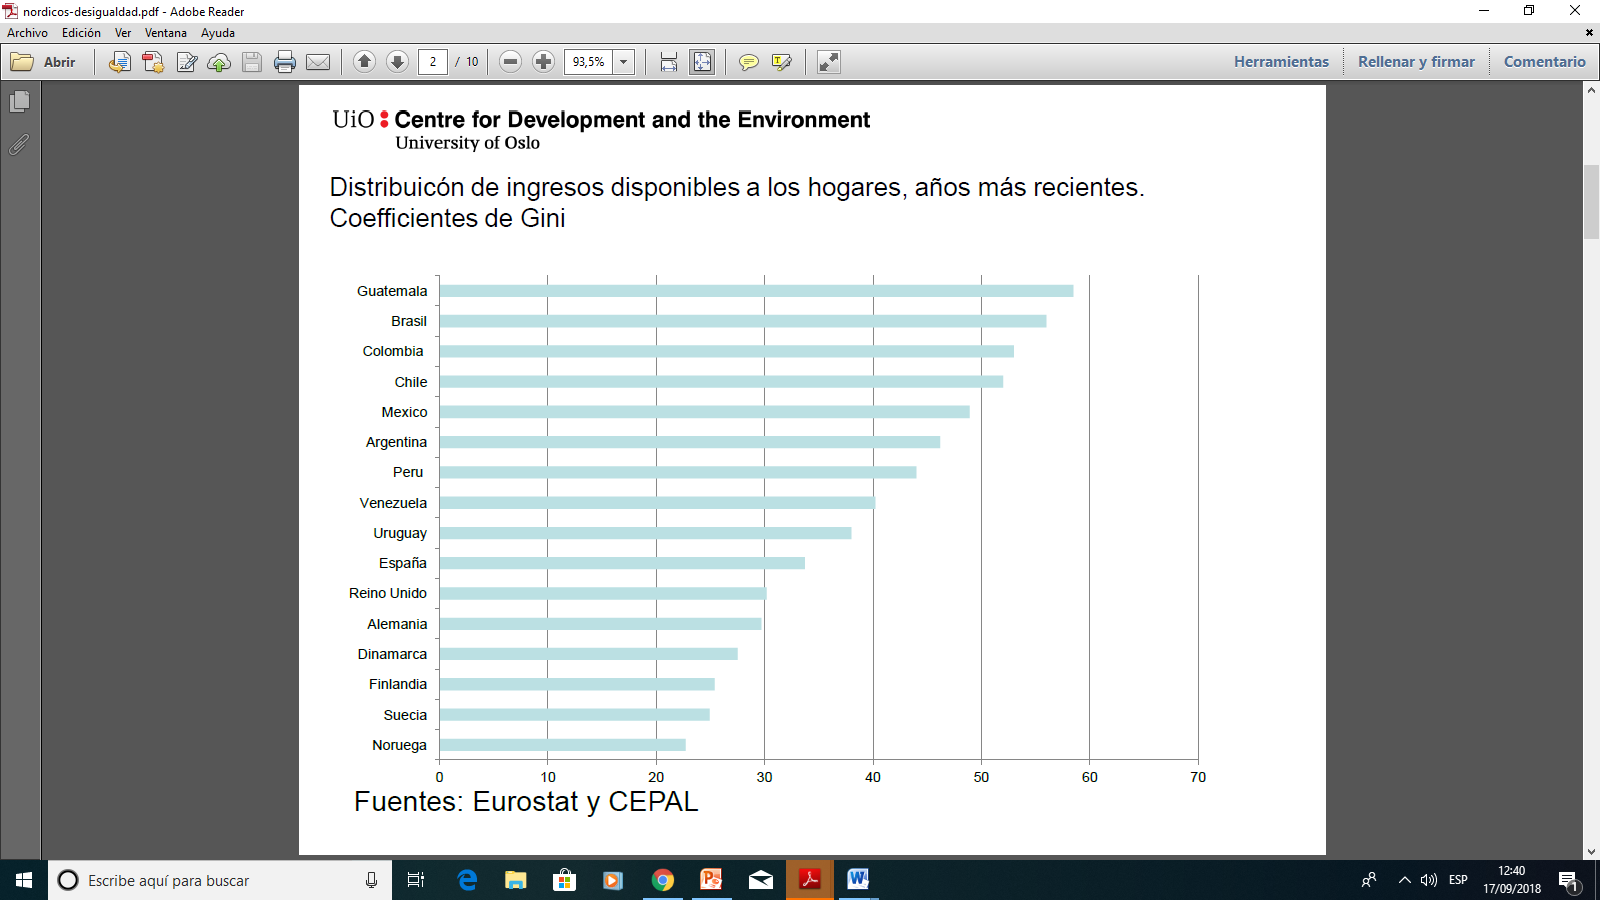 nordicos-desigualdad.pdf - Adobe Reader
Archivo Edición Ver Ventana Ayuda
Abrir 2 / 10 93,5% Herramientas Rellenar y firmar Comentario
UiO : Centre for Development and the Environment
University of Oslo
Distribuicón de ingresos disponibles a los hogares, años más recientes.
Coefficientes de Gini
Guatemala
Brasil
Colombia
Chile
Mexico
Argentina
Peru
Venezuela
Uruguay
España
Reino Unido
Alemania
Dinamarca
Finlandia
Suecia
Noruega
0 10 20 30 40 50 60 70
Fuentes: Eurostat y CEPAL
Escribe aquí para buscar
ESP
12:40
17/09/2018
1